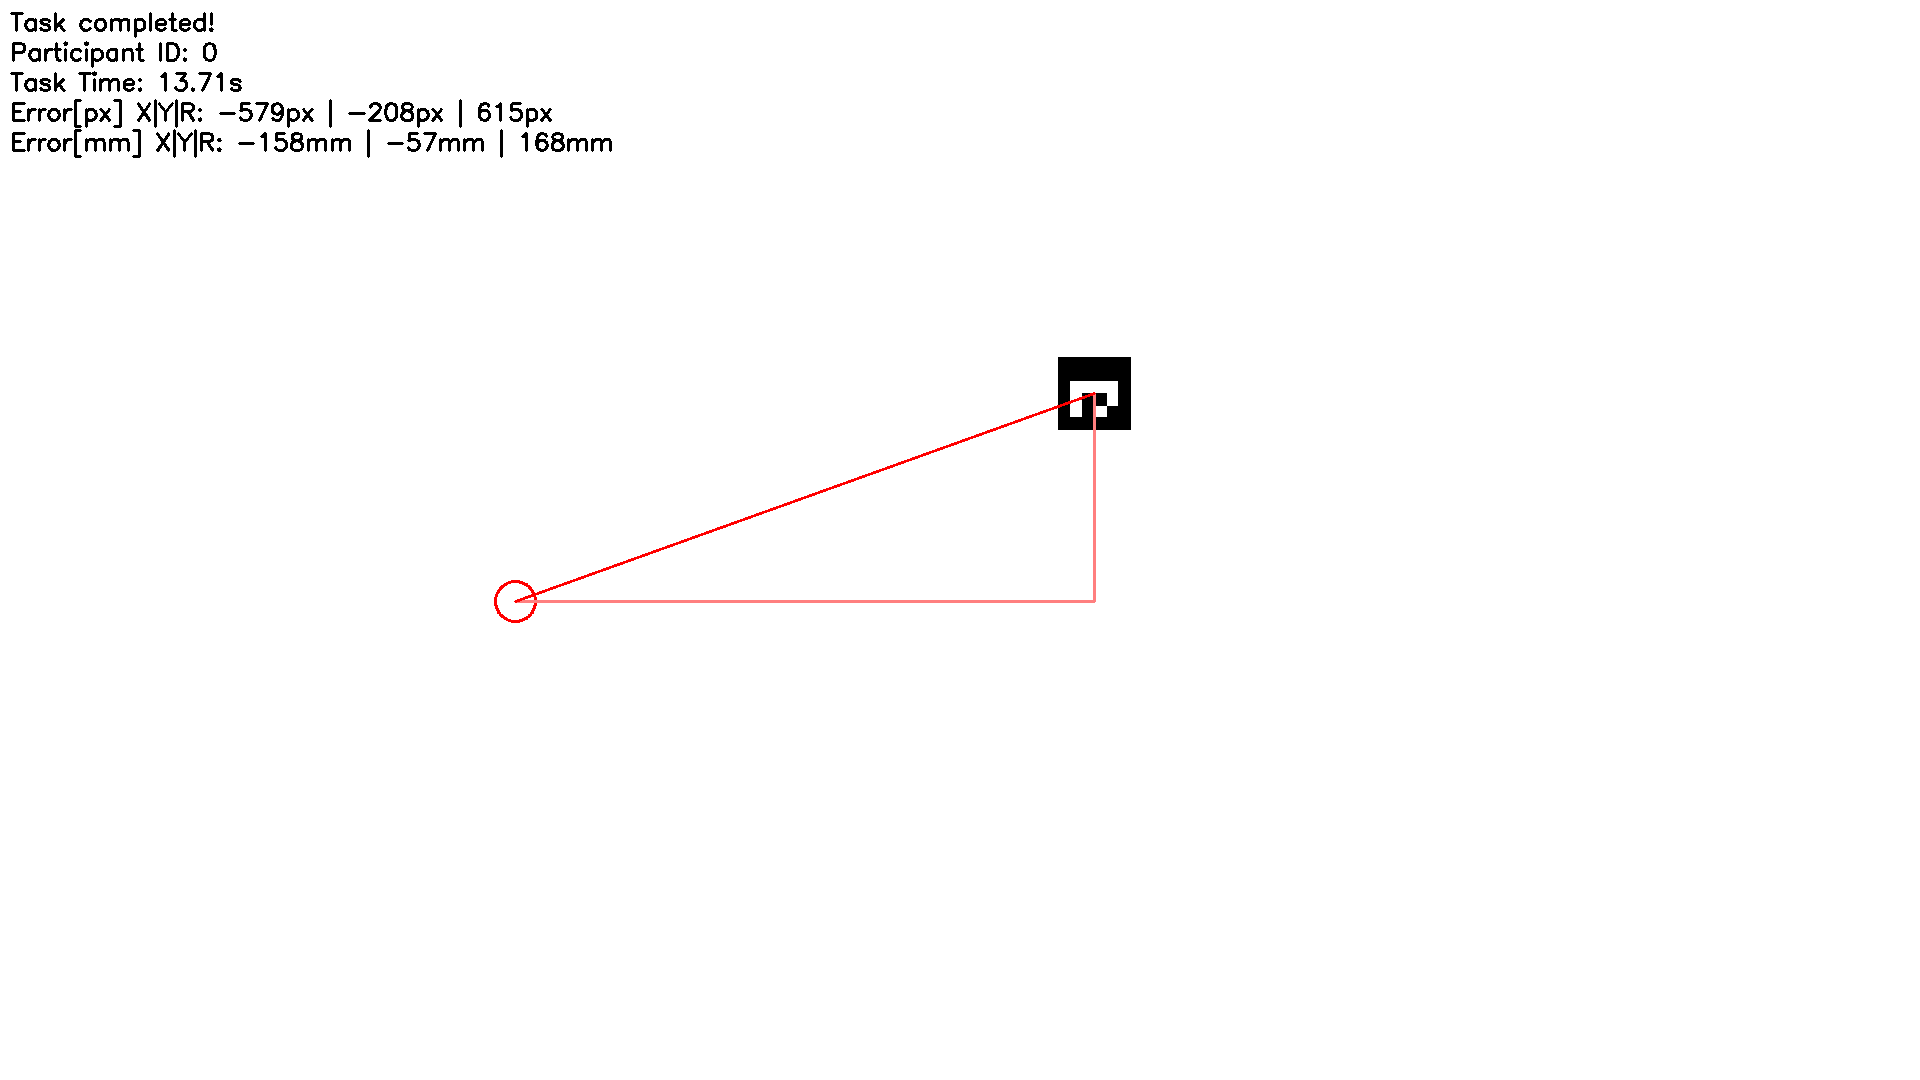 Task completed!
Participant ID: 0
Task Time: 13.71s
Error[px] X|Y|R: -579px | -208px | 615px
Error[mm] X|Y|R: -158mm | -57mm | 168mm